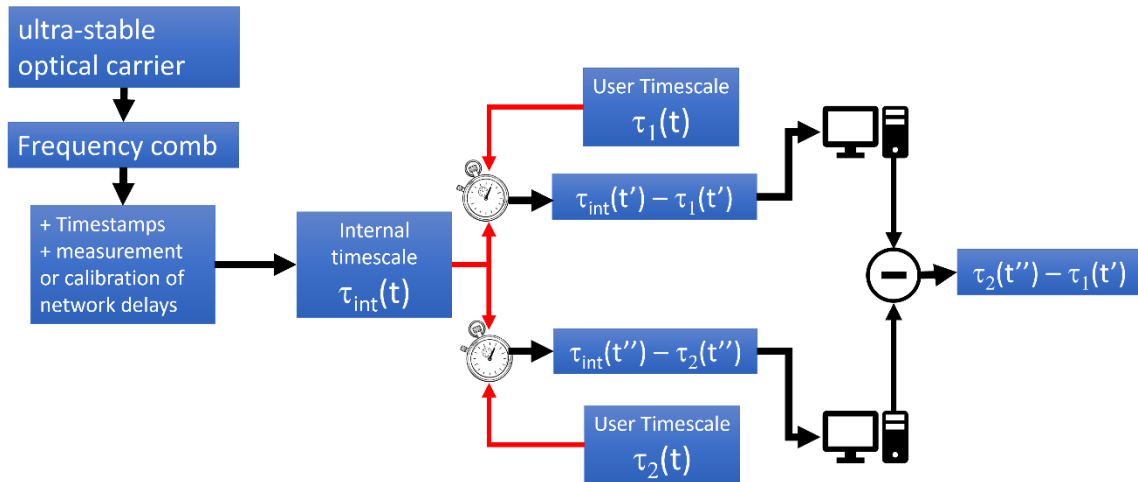 ultra-stable
optical carrier
Frequency comb
+ Timestamps
+ measurement
or calibration of
network delays
Internal
timescale
τint(t)
User Timescale
τ1(t)
τint(t') – τ1(t')
τint(t'') – τ2(t'')
User Timescale
τ2(t)
–
τ2(t'') – τ1(t')